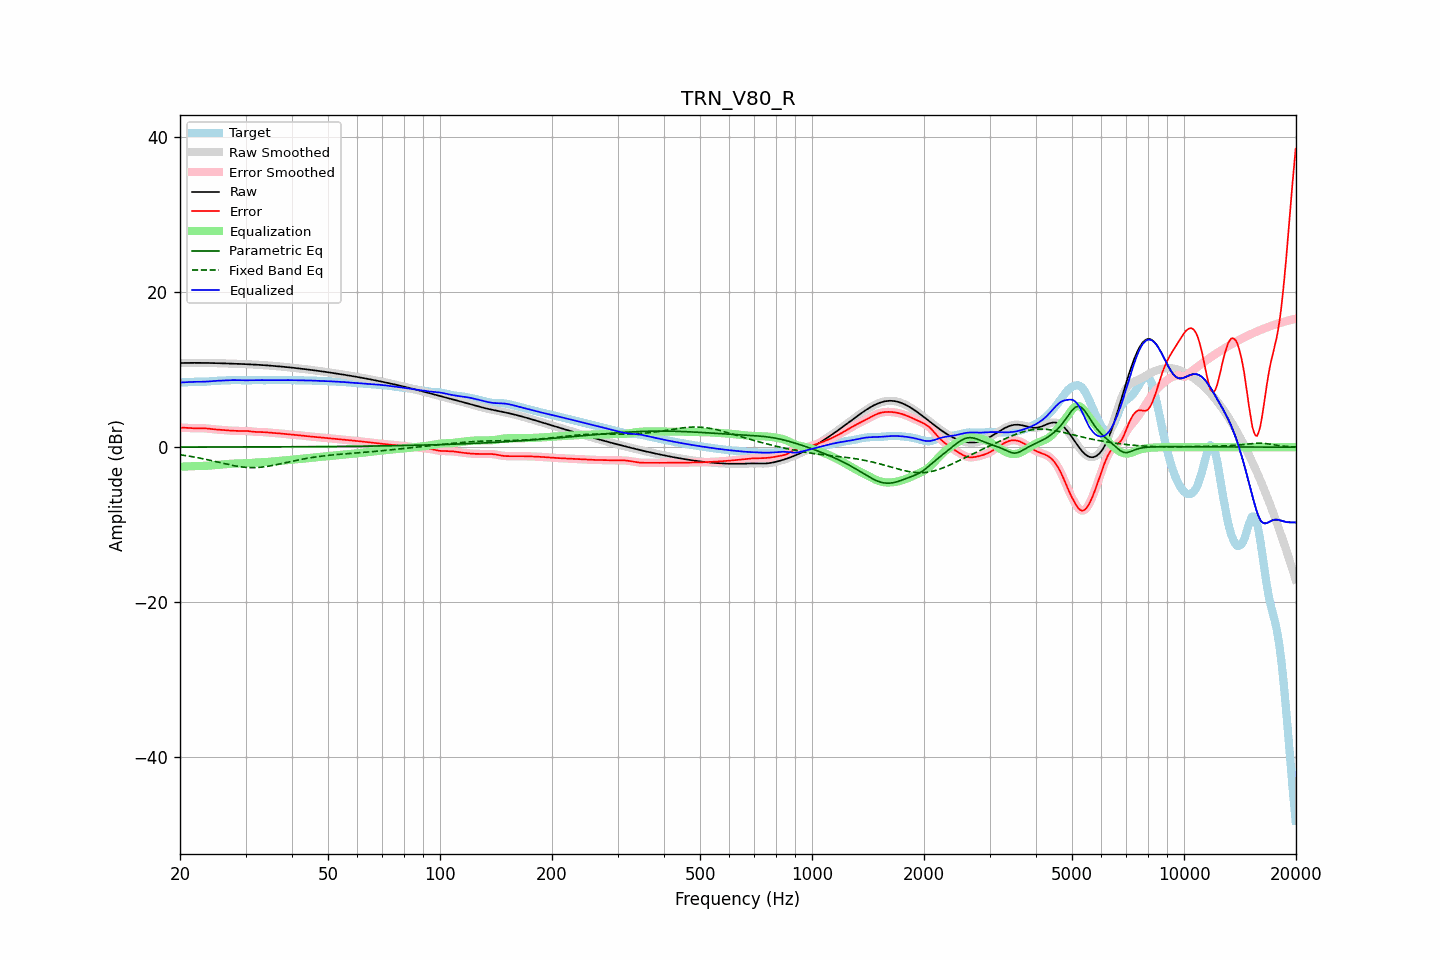 TRN_V80_R
Target
Raw Smoothed
Error Smoothed
Raw
Error
Equalization
Parametric Eq
Fixed Band Eq
Equalized
40
20
0
−20
−40
Amplitude (dBr)
20 50 100 200 500 1000 2000 5000 10000 20000
Frequency (Hz)